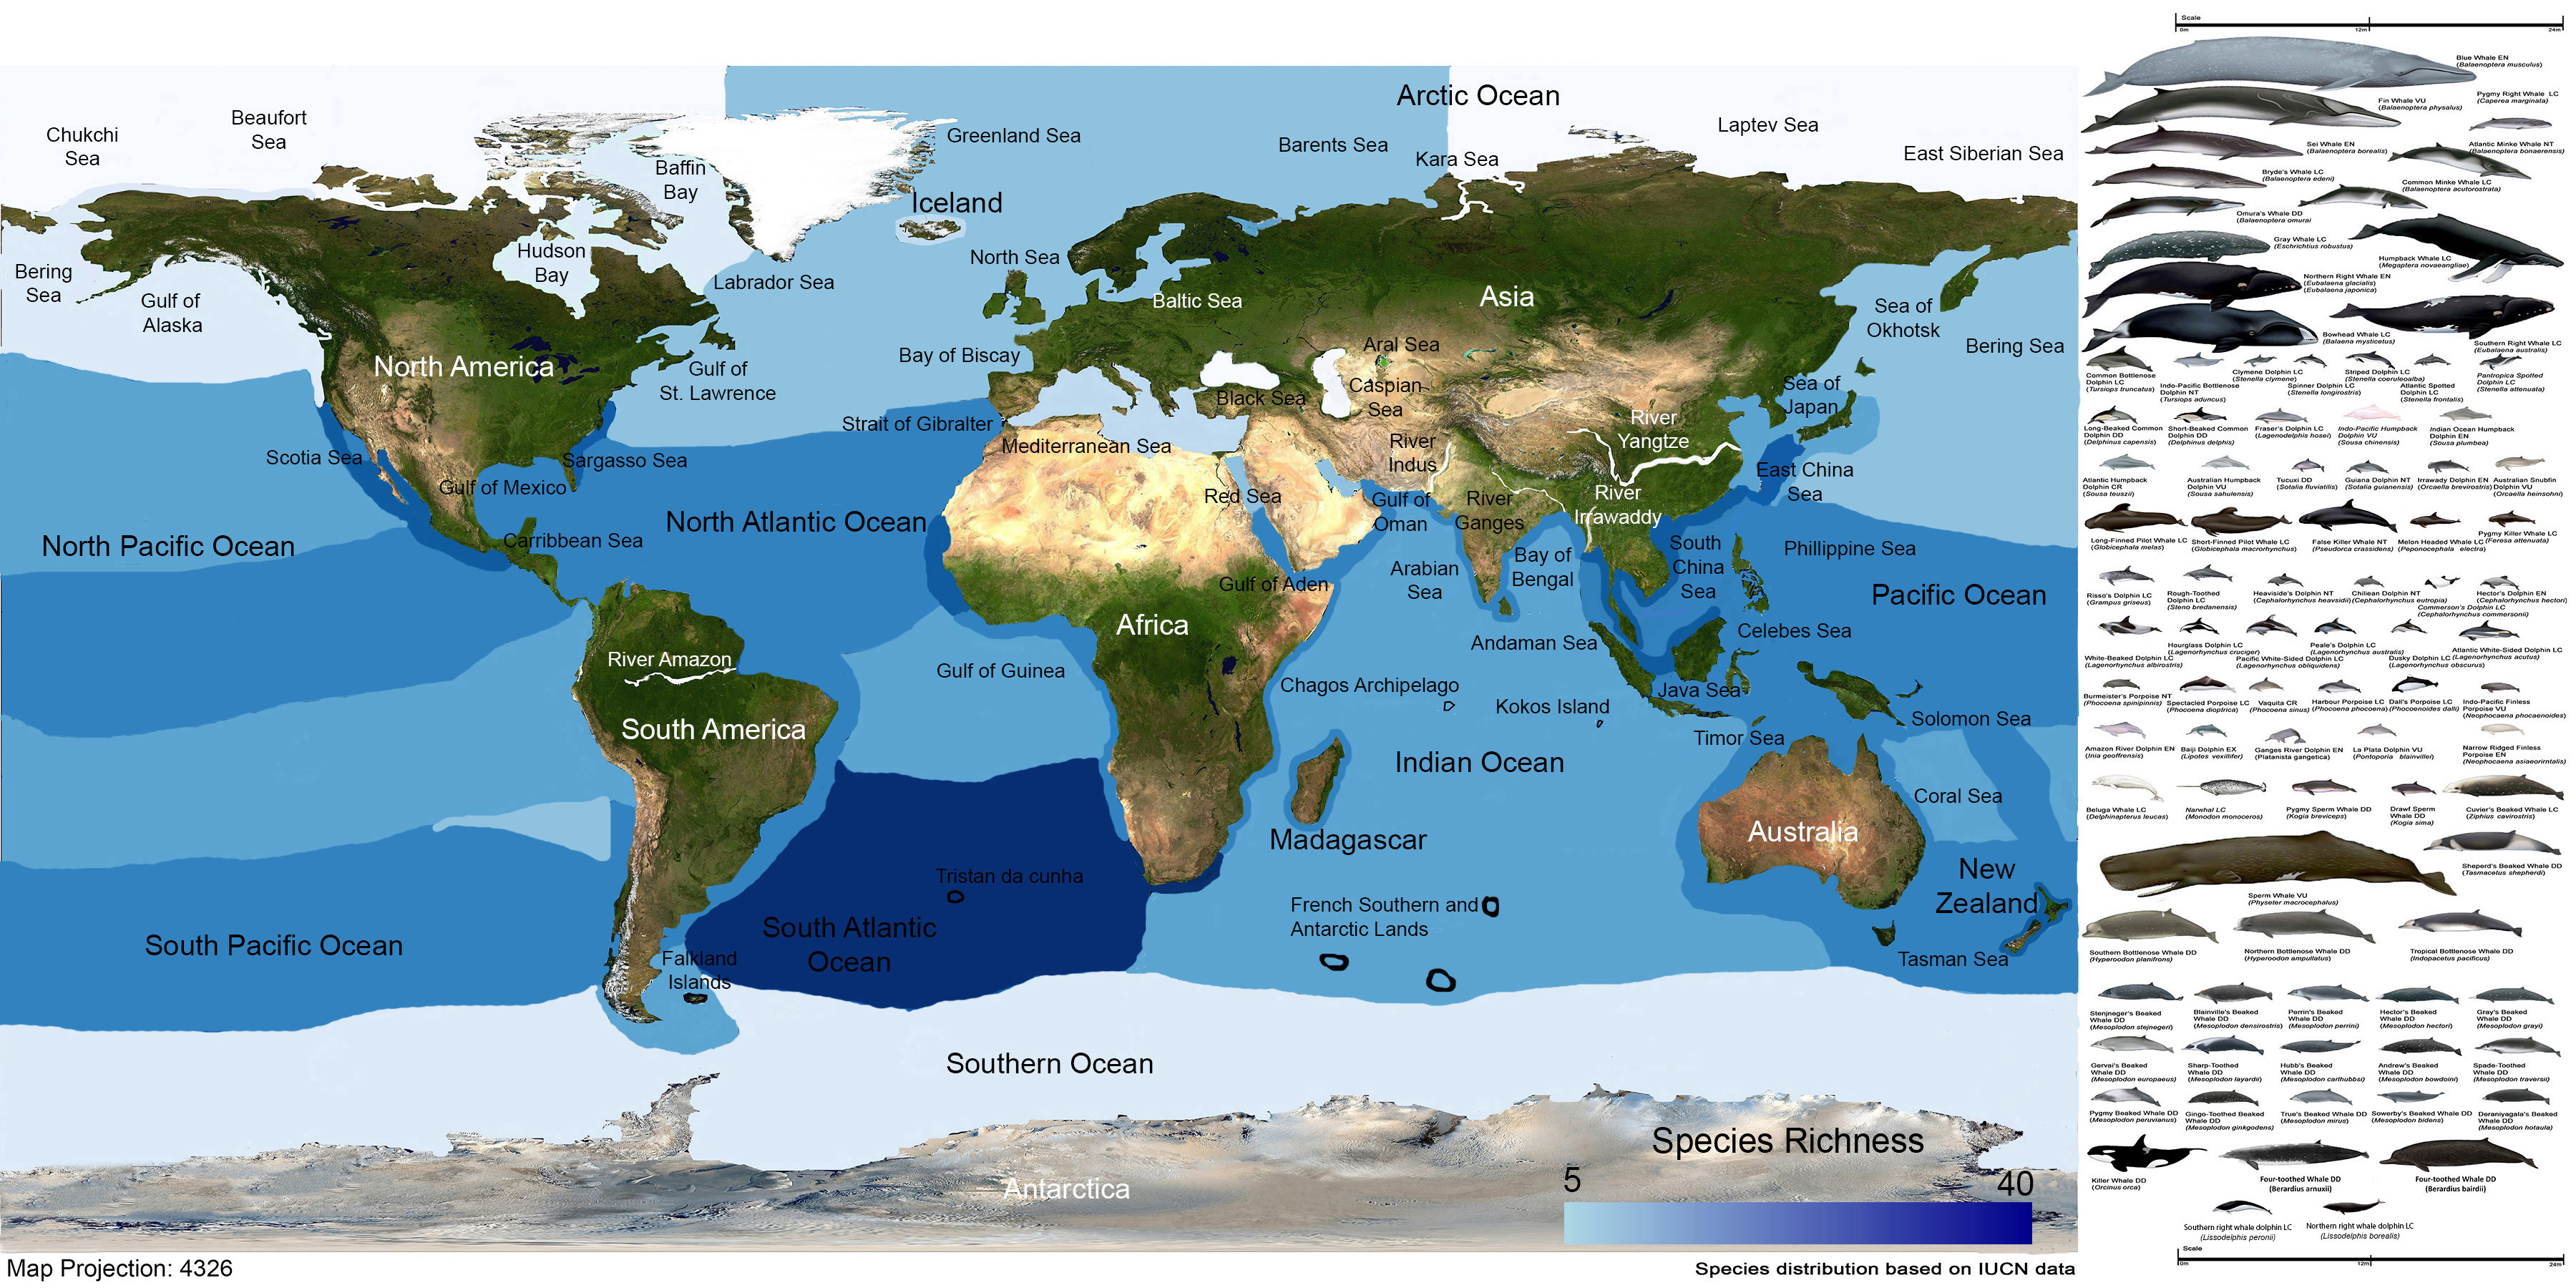 Arctic Ocean
Chukchi
Sea
Beaufort
Sea
Baffin
Bay
Greenland Sea
Barents Sea
Kara Sea
Laptev Sea
East Siberian Sea
Iceland
Bering
Sea
Gulf of
Alaska
Hudson
Bay
Labrador Sea
North Sea
Baltic Sea
Asia
Sea of
Okhotsk
Bering Sea
North America
Gulf of
St. Lawrence
Bay of Biscay
Black Sea
Aral Sea
Caspian
Sea
Sea of
Japan
Strait of Gibralter
Mediterranean Sea
River
Indus
River
Yangtze
Scotia Sea
Sargasso Sea
Gulf of Mexico
Red Sea
Gulf of
Oman
River
Ganges
River
Irrawaddy
East China
Sea
North Pacific Ocean
North Atlantic Ocean
Carribbean Sea
Gulf of Aden
Arabian
Sea
Bay of
Bengal
South
China
Sea
Phillippine Sea
Pacific Ocean
Africa
Andaman Sea
Celebes Sea
River Amazon
Gulf of Guinea
Chagos Archipelago
Kokos Island
Java Sea
Solomon Sea
South America
Timor Sea
Indian Ocean
Coral Sea
Madagascar
Australia
New
Zealand
Tristan da cunha
French Southern and
Antarctic Lands
South Pacific Ocean
South Atlantic
Ocean
Falkland
Islands
Tasman Sea
Southern Ocean
Antarctica
Species Richness
5
40
Map Projection: 4326
Species distribution based on IUCN data
Scale
0m 12m 24m
Blue Whale EN
(Balaenoptera musculus)
Fin Whale VU
(Balaenoptera physalus)
Pygmy Right Whale LC
(Caperea marginata)
Sei Whale EN
(Balaenoptera borealis)
Atlantic Minke Whale NT
(Balaenoptera bonaerensis)
Bryde's Whale LC
(Balaenoptera edeni)
Common Minke Whale LC
(Balaenoptera acutorostrata)
Omura's Whale DD
(Balaenoptera omurai
Gray Whale LC
(Eschrichtius robustus)
Humpback Whale LC
(Megaptera novaeangliae)
Northern Right Whale EN
(Eubalaena glacialis)
(Eubalaena japonica)
Bowhead Whale LC
(Balaena mysticetus)
Southern Right Whale LC
(Eubalaena australis)
Common Bottlenose
Dolphin LC
(Tursiops truncatus)
Indo-Pacific Bottlenose
Dolphin NT
(Tursiops aduncus)
Clymene Dolphin LC
(Stenella clymene)
Spinner Dolphin LC
(Stenella longirostris)
Striped Dolphin LC
(Stenella coeruleoalba)
Atlantic Spotted
Dolphin LC
(Stenella frontalis)
Pantropica Spotted
Dolphin LC
(Stenella attenuata)
Long-Beaked Common
Dolphin DD
(Delphinus capensis)
Short-Beaked Common
Dolphin DD
(Delphinus delphis)
Fraser's Dolphin LC
(Lagenodelphis hosei)
Indo-Pacific Humpback
Dolphin VU
(Sousa chinensis)
Indian Ocean Humpback
Dolphin EN
(Sousa plumbea)
Atlantic Humpback
Dolphin CR
(Sousa teuszii)
Australian Humpback
Dolphin VU
(Sousa sahulensis)
Tucuxi DD
(Sotalia fluviatilis)
Guiana Dolphin NT
(Sotalia guianensis)
Irrawady Dolphin EN
(Orcaella brevirostris)
Australian Snubfin
Dolphin VU
(Orcaella heinsohni)
Long-Finned Pilot Whale LC
(Globicephala melas)
Short-Finned Pilot Whale LC
(Globicephala macrorhynchus)
False Killer Whale NT
(Pseudorca crassidens)
Melon Headed Whale LC
(Peponocephala electra)
Pygmy Killer Whale LC
(Feresa attenuata)
Risso's Dolphin LC
(Grampus griseus)
Rough-Toothed
Dolphin LC
(Steno bredanensis)
Heaviside's Dolphin NT
(Cephalorhynchus heavsidii)
Chiliean Dolphin NT
(Cephalorhynchus eutropia)
Commerson's Dolphin LC
(Cephalorhynchus commersonii)
Hector's Dolphin EN
(Cephalorhynchus hectori)
White-Beaked Dolphin LC
(Lagenorhynchus albirostris)
Hourglass Dolphin LC
(Lagenorhynchus cruciger)
Pacific White-Sided Dolphin LC
(Lagenorhynchus obliquidens)
Peale's Dolphin LC
(Lagenorhynchus australis)
Dusky Dolphin LC
(Lagenorhynchus obscurus)
Atlantic White-Sided Dolphin LC
(Lagenorhynchus acutus)
Burmeister's Porpoise NT
(Phocoena spinipinnis)
Spectacled Porpoise LC
(Phocoena dioptrica)
Vaquita CR
(Phocoena sinus)
Harbour Porpoise LC
(Phocoena phocoena)
Dall's Porpoise LC
(Phocoenoides dalli)
Indo-Pacific Finless
Porpoise VU
(Neophocaena phocaenoides)
Amazon River Dolphin EN
(Inia geoffrensis)
Baiji Dolphin EX
(Lipotes vexillifer)
Ganges River Dolphin EN
(Platanista gangetica)
La Plata Dolphin VU
(Pontoporia blainvillei)
Narrow Ridged Finless
Porpoise EN
(Neophocaena asiaeorirntalis)
Beluga Whale LC
(Delphinapterus leucas)
Narwhal LC
(Monodon monoceros)
Pygmy Sperm Whale DD
(Kogia breviceps)
Drawf Sperm
Whale DD
(Kogia sima)
Cuvier's Beaked Whale LC
(Ziphius cavirostris)
Sheperd's Beaked Whale DD
(Tasmacetus shepherdi)
Sperm Whale VU
(Physeter macrocephalus)
Southern Bottlenose Whale DD
(Hyperoodon planifrons)
Northern Bottlenose Whale DD
(Hyperoodon ampullatus)
Tropical Bottlenose Whale DD
(Indopacetus pacificus)
Stenjneger's Beaked
Whale DD
(Mesoplodon stejnegeri)
Blainville's Beaked
Whale DD
(Mesoplodon densirostris)
Perrin's Beaked
Whale DD
(Mesoplodon perrini)
Hector's Beaked
Whale DD
(Mesoplodon hectori)
Gray's Beaked
Whale DD
(Mesoplodon grayi)
Gervai's Beaked
Whale DD
(Mesoplodon europaeus)
Sharp-Toothed
Whale DD
(Mesoplodon layardii)
Hubb's Beaked
Whale DD
(Mesoplodon carlhubbsi)
Andrew's Beaked
Whale DD
(Mesoplodon bowdoini)
Spade-Toothed
Whale DD
(Mesoplodon traversii)
Pygmy Beaked Whale DD
(Mesoplodon peruvianus)
Gingo-Toothed Beaked
Whale DD
(Mesoplodon ginkgodens)
True's Beaked Whale DD
(Mesoplodon mirus)
Sowerby's Beaked Whale DD
(Mesoplodon bidens)
Deraniyagala's Beaked
Whale DD
(Mesoplodon hotaula)
Killer Whale DD
(Orcinus orca)
Four-toothed Whale DD
(Berardius arnuxii)
Four-toothed Whale DD
(Berardius bairdii)
Southern right whale dolphin LC
(Lissodelphis peronii)
Northern right whale dolphin LC
(Lissodelphis borealis)
Scale
0m 12m 24m